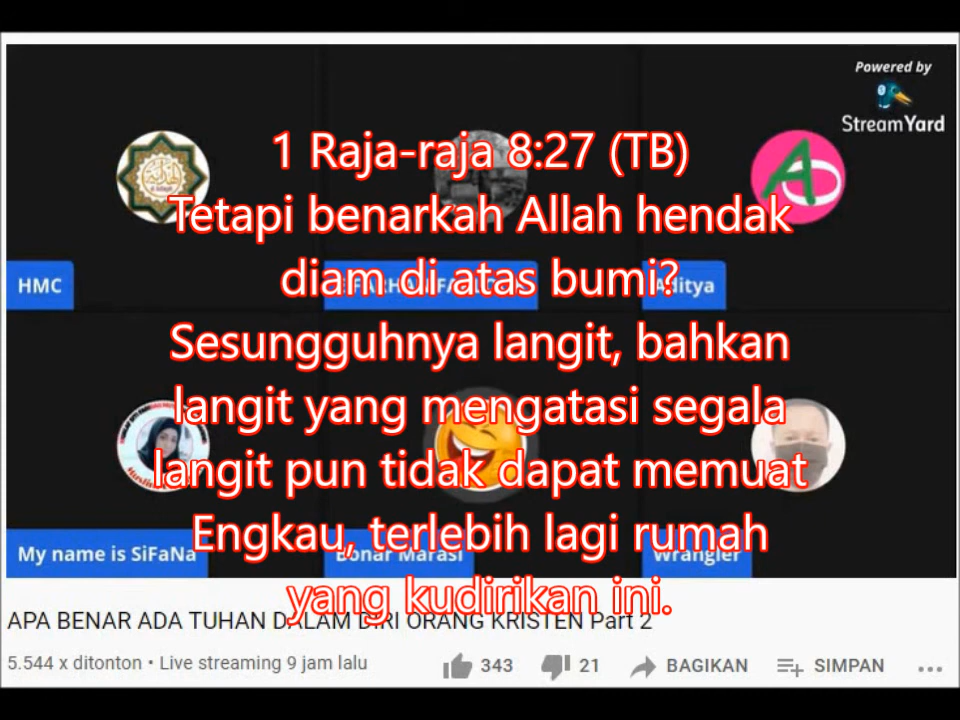 Powered by
StreamYard
1 Raja-raja 8:27 (TB)
Tetapi benarkah Allah hendak
diam di atas bumi?
Sesungguhnya langit, bahkan
langit yang mengatasi segala
langit pun tidak dapat memuat
Engkau, terlebih lagi rumah
yang kudirikan ini.
HMC
Aditya
My name is SiFaNa
Bonar Marasi
Wrangler
APA BENAR ADA TUHAN DALAM DIRI ORANG KRISTEN Part 2
5.544 x ditonton • Live streaming 9 jam lalu
343
21
BAGIKAN
SIMPAN